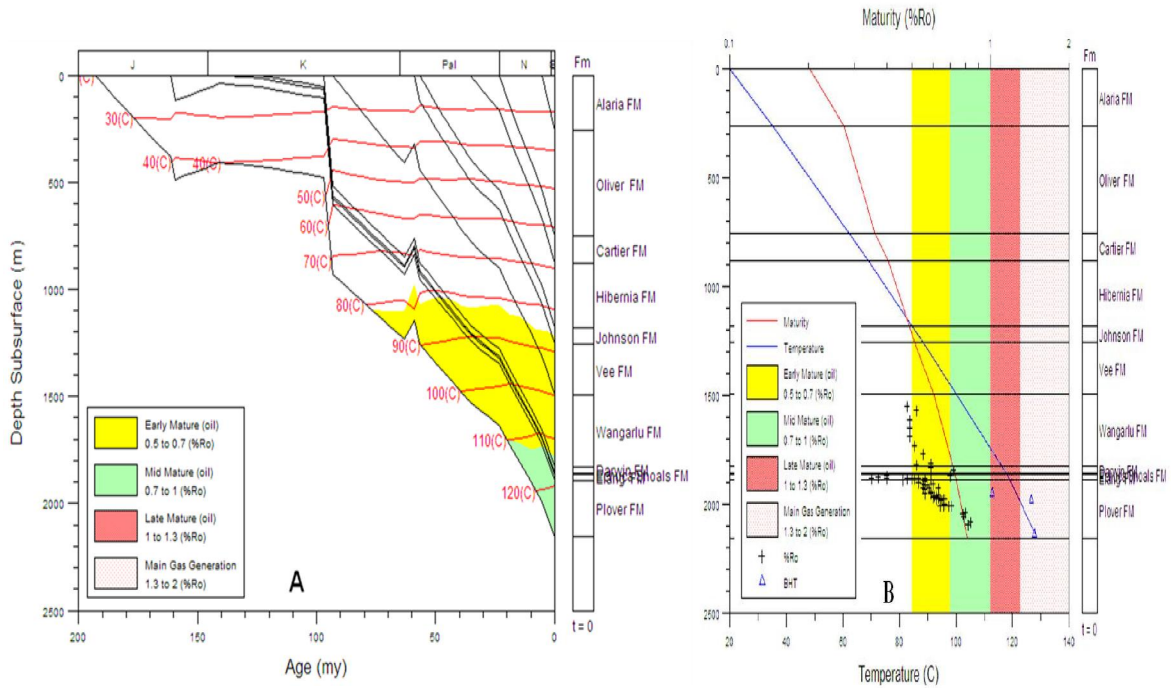 J
K
Pal
N
Fm
(C)
30(C)
40(C)
40(C)
50(C)
60(C)
70(C)
80(C)
90(C)
100(C)
110(C)
120(C)
0
500
1000
1500
2000
2500
Depth Subsurface (m)
Early Mature (oil)
0.5 to 0.7 (%Ro)
Mid Mature (oil)
0.7 to 1 (%Ro)
Late Mature (oil)
1 to 1.3 (%Ro)
Main Gas Generation
1.3 to 2 (%Ro)
A
200
150
100
50
0
Age (my)
Alaria FM
Oliver FM
Cartier FM
Hibernia FM
Johnson FM
Vee FM
Wangarlu FM
Darwin FM
Plover FM
t = 0
Maturity (%Ro)
0.1
1
2
Fm
0
500
1000
1500
2000
2500
Maturity
Temperature
Early Mature (oil)
0.5 to 0.7 (%Ro)
Mid Mature (oil)
0.7 to 1 (%Ro)
Late Mature (oil)
1 to 1.3 (%Ro)
Main Gas Generation
1.3 to 2 (%Ro)
%Ro
BHT
B
20
40
60
80
100
120
140
Temperature (C)
Alaria FM
Oliver FM
Cartier FM
Hibernia FM
Johnson FM
Vee FM
Wangarlu FM
Darwin FM
Plover FM
t = 0